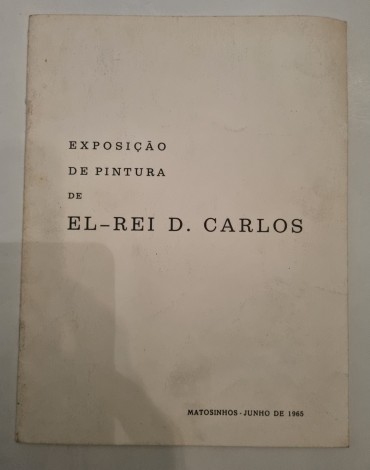 EXPOSIÇÃO
DE PINTURA
DE
EL-REI D. CARLOS
MATOSINHOS - JUNHO DE 1965